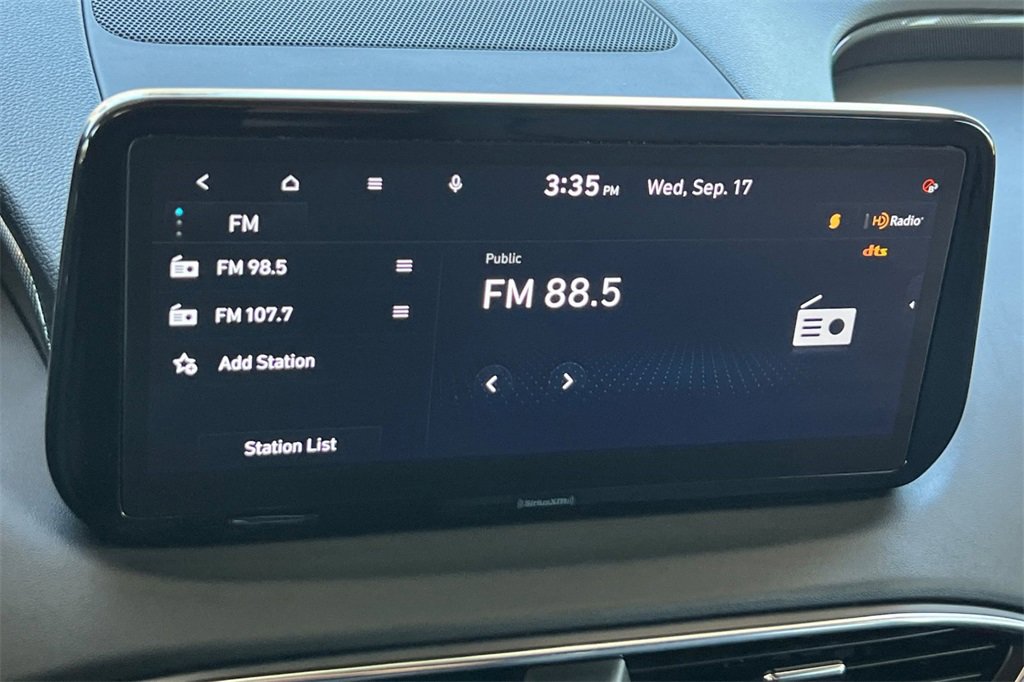 3:35 PM Wed, Sep. 17
FM
HD Radio
dts
FM 98.5
FM 107.7
Add Station
Station List
Public
FM 88.5
SiriusXM